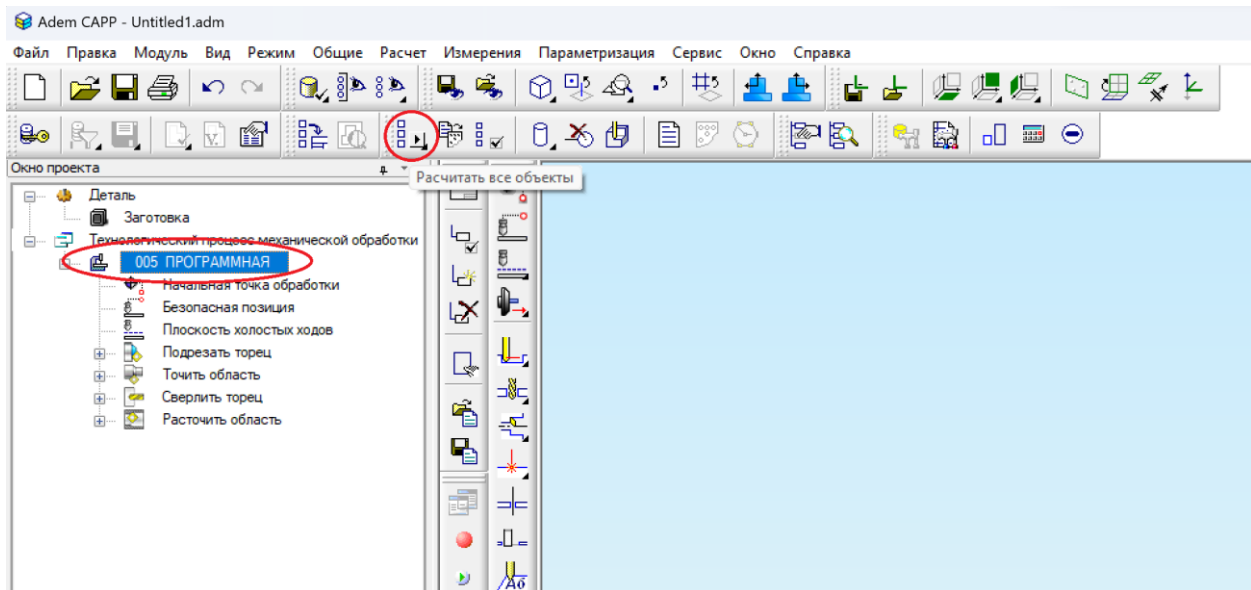 Adem CAPP - Untitled1.adm
Файл Правка Модуль Вид Режим Общие Расчет Измерения Параметризация Сервис Окно Справка
Окно проекта
Расчитать все объекты
Деталь
Заготовка
Технологический процесс механической обработки
005 ПРОГРАММНАЯ
Начальная точка обработки
Безопасная позиция
Плоскость холостых ходов
Подрезать торец
Точить область
Сверлить торец
Расточить область